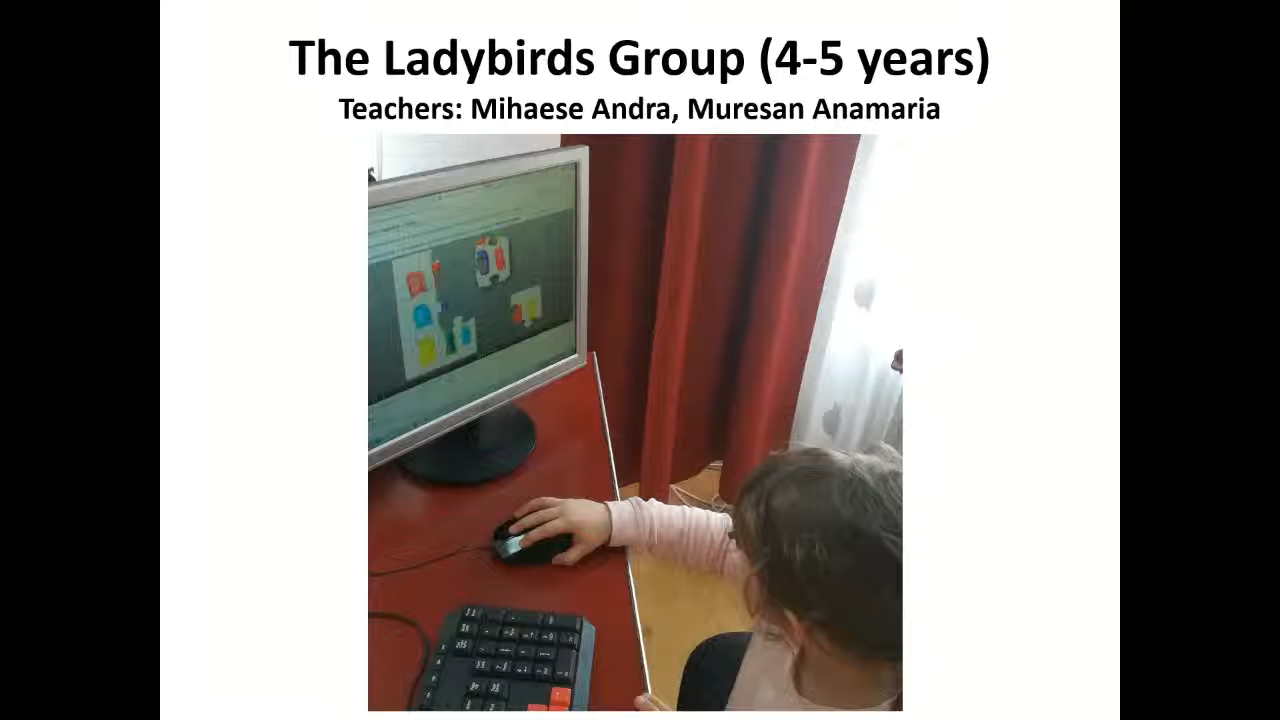 The Ladybirds Group (4-5 years)
Teachers: Mihaese Andra, Muresan Anamaria